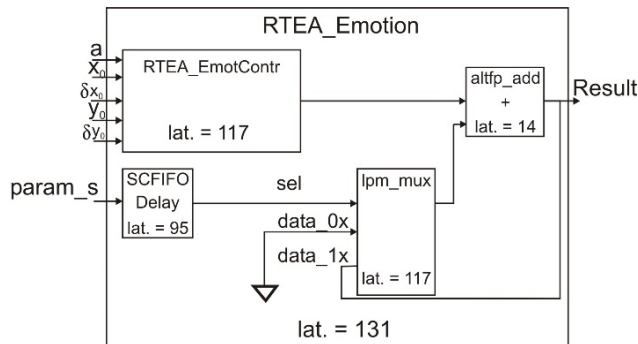 RTEA_Emotion
a
x₀
δx₀
y₀
δy₀
RTEA_EmotContr
lat. = 117
altfp_add
+
lat. = 14
Result
param_s
SCFIFO
Delay
lat. = 95
sel
data_0x
data_1x
lpm_mux
lat. = 117
lat. = 131